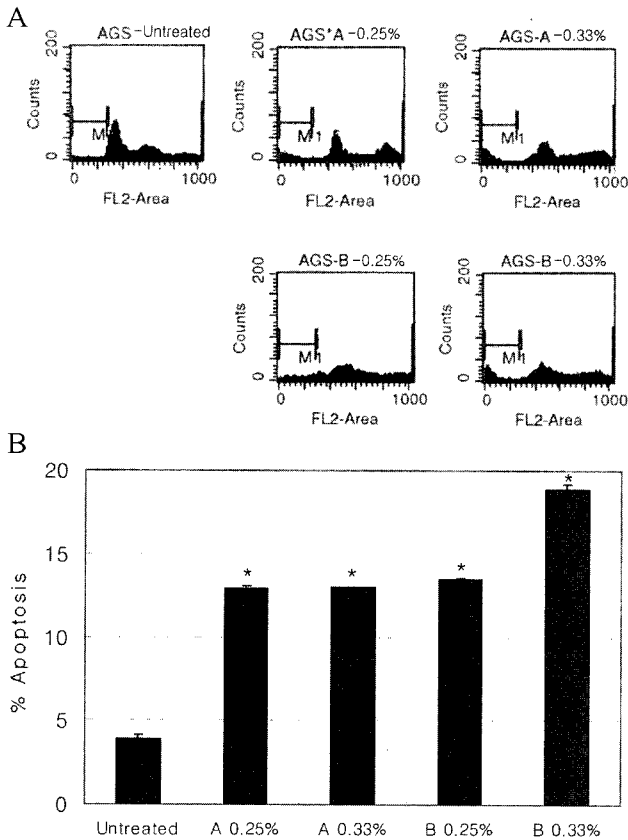 A
AGS -Untreated
200
Counts
0
M
0 1000
FL2-Area
AGS*A -0.25%
200
Counts
0
M1
0 1000
FL2-Area
AGS-A -0.33%
200
Counts
0
M1
0 1000
FL2-Area
AGS-B -0.25%
200
Counts
0
M1
0 1000
FL2-Area
AGS-B -0.33%
200
Counts
0
M1
0 1000
FL2-Area
B
% Apoptosis
20
15
10
5
0
* * * *
Untreated A 0.25% A 0.33% B 0.25% B 0.33%